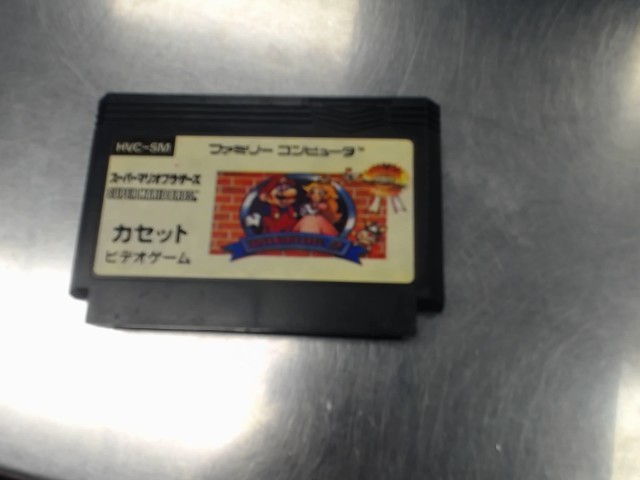 HVC-SM
ファミリー コンピュータ™
スーパーマリオブラザーズ
SUPER MARIO BROS.
カセット
ビデオゲーム